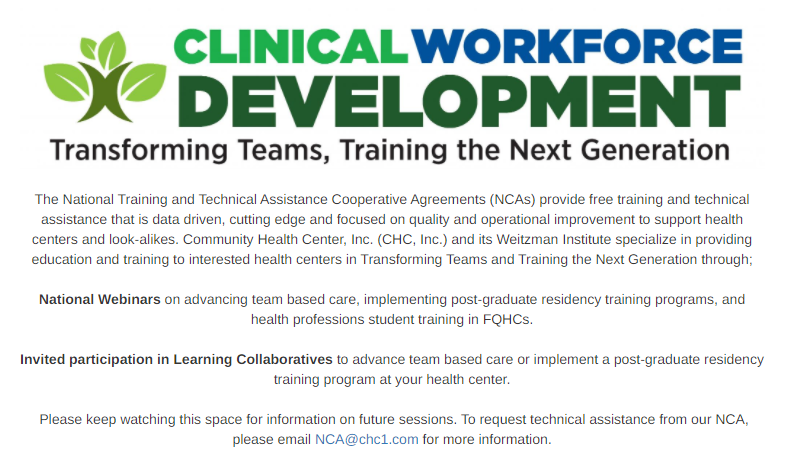 CLINICAL WORKFORCE
DEVELOPMENT
Transforming Teams, Training the Next Generation
The National Training and Technical Assistance Cooperative Agreements (NCAs) provide free training and technical
assistance that is data driven, cutting edge and focused on quality and operational improvement to support health
centers and look-alikes. Community Health Center, Inc. (CHC, Inc.) and its Weitzman Institute specialize in providing
education and training to interested health centers in Transforming Teams and Training the Next Generation through;
National Webinars on advancing team based care, implementing post-graduate residency training programs, and
health professions student training in FQHCs.
Invited participation in Learning Collaboratives to advance team based care or implement a post-graduate residency
training program at your health center.
Please keep watching this space for information on future sessions. To request technical assistance from our NCA,
please email NCA@chc1.com for more information.